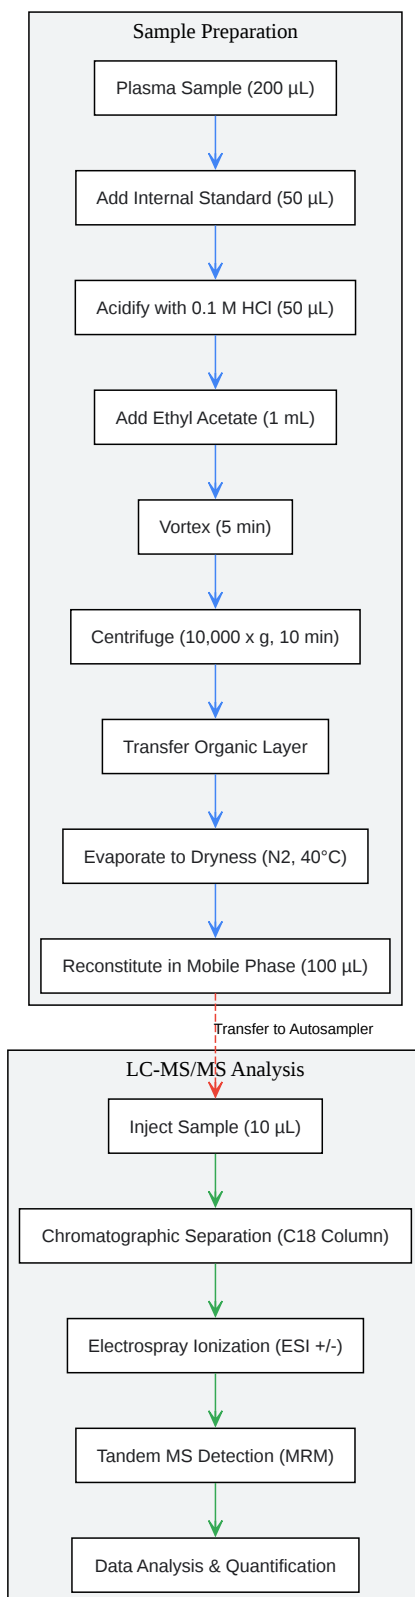 Sample Preparation
Plasma Sample (200 µL)
Add Internal Standard (50 µL)
Acidify with 0.1 M HCl (50 µL)
Add Ethyl Acetate (1 mL)
Vortex (5 min)
Centrifuge (10,000 x g, 10 min)
Transfer Organic Layer
Evaporate to Dryness (N2, 40°C)
Reconstitute in Mobile Phase (100 µL)
Transfer to Autosampler
LC-MS/MS Analysis
Inject Sample (10 µL)
Chromatographic Separation (C18 Column)
Electrospray Ionization (ESI +/-)
Tandem MS Detection (MRM)
Data Analysis & Quantification